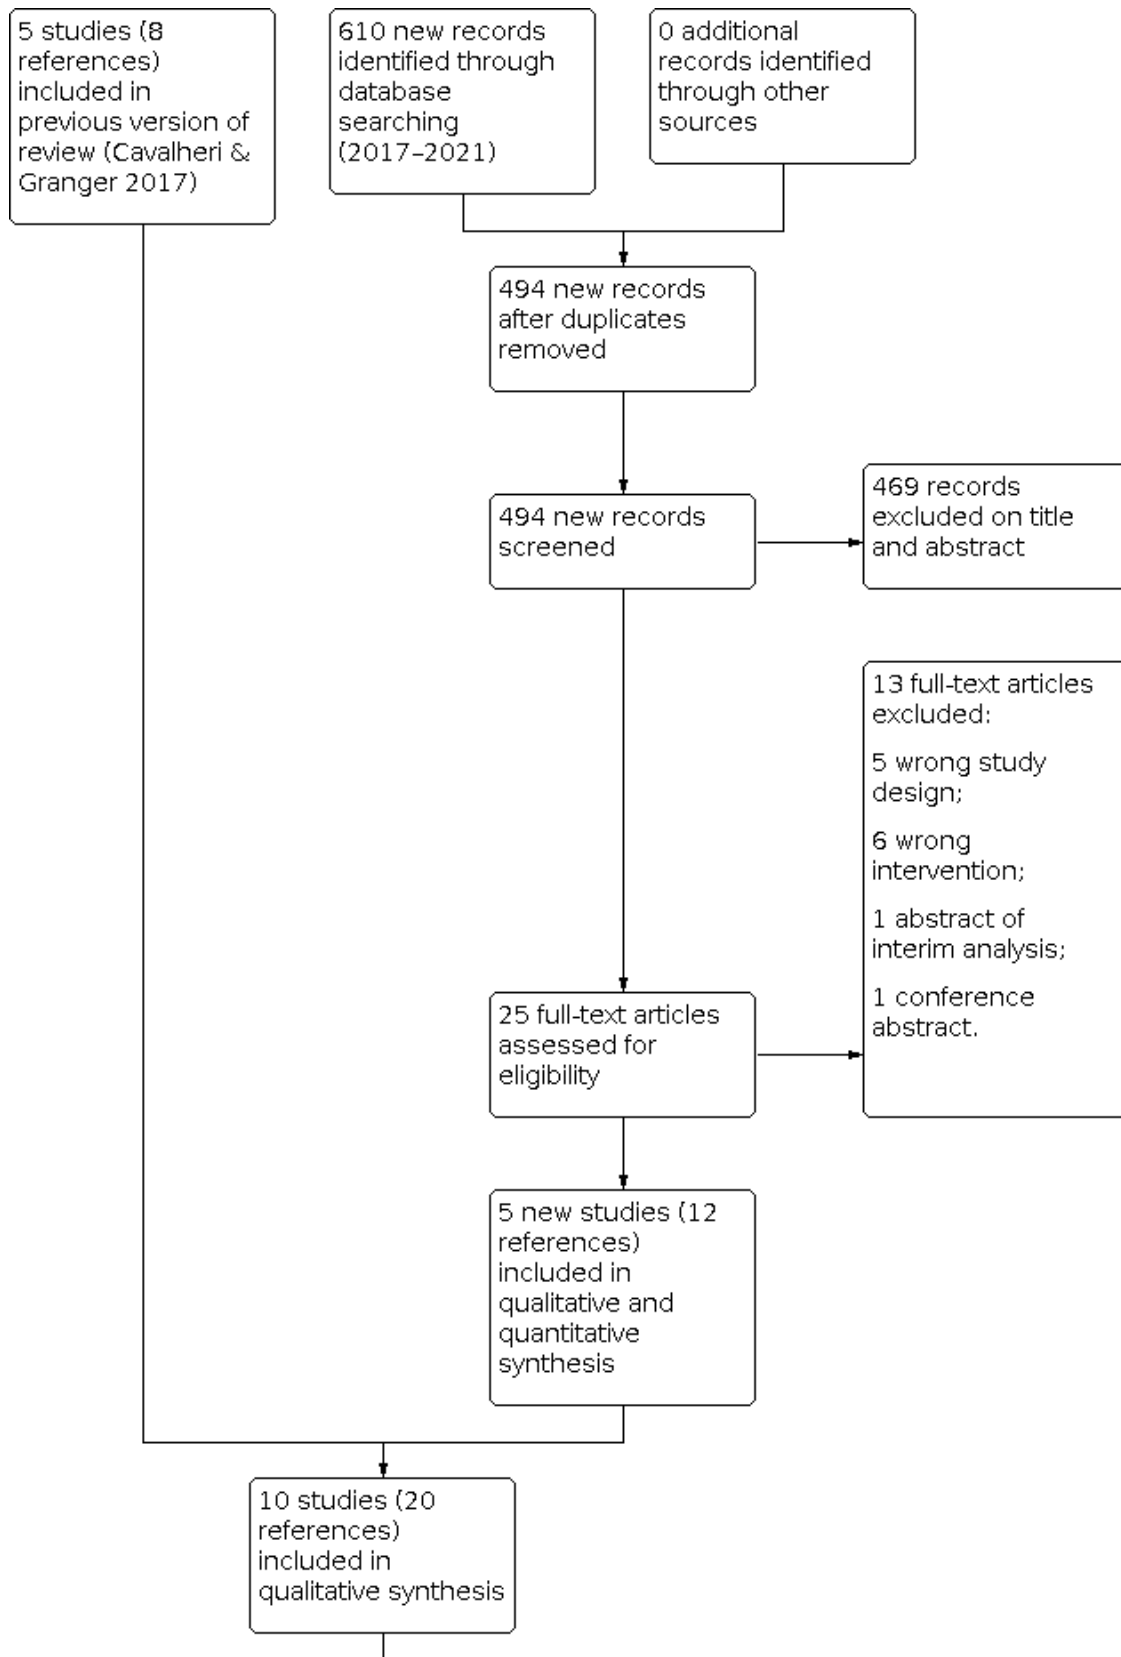 5 studies (8
references)
included in
previous version of
review (Cavalheri &
Granger 2017)
610 new records
identified through
database
searching
(2017–2021)
0 additional
records identified
through other
sources
494 new records
after duplicates
removed
494 new records
screened
469 records
excluded on title
and abstract
13 full-text articles
excluded:
5 wrong study
design;
6 wrong
intervention;
1 abstract of
interim analysis;
1 conference
abstract.
25 full-text articles
assessed for
eligibility
5 new studies (12
references)
included in
qualitative and
quantitative
synthesis
10 studies (20
references)
included in
qualitative synthesis